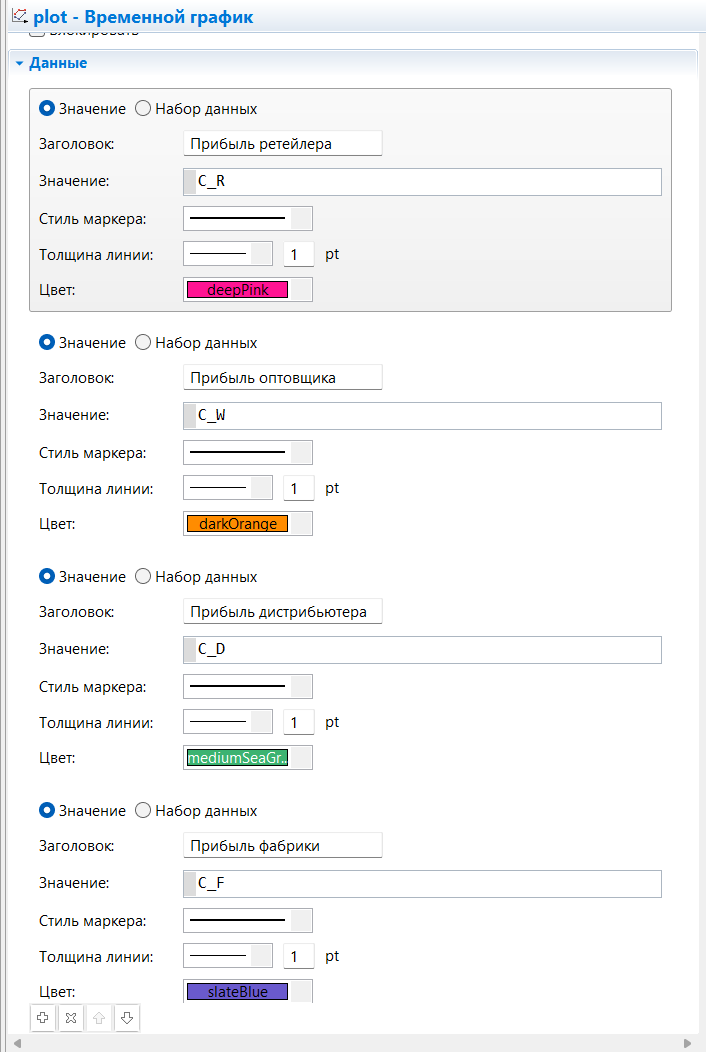 plot - Временной график
Блокировать
Данные
Значение Набор данных
Заголовок: Прибыль ретейлера
Значение: C_R
Стиль маркера:
Толщина линии: 1 pt
Цвет: deepPink
Значение Набор данных
Заголовок: Прибыль оптовщика
Значение: C_W
Стиль маркера:
Толщина линии: 1 pt
Цвет: darkOrange
Значение Набор данных
Заголовок: Прибыль дистрибьютера
Значение: C_D
Стиль маркера:
Толщина линии: 1 pt
Цвет: mediumSeaGr...
Значение Набор данных
Заголовок: Прибыль фабрики
Значение: C_F
Стиль маркера:
Толщина линии: 1 pt
Цвет: slateBlue